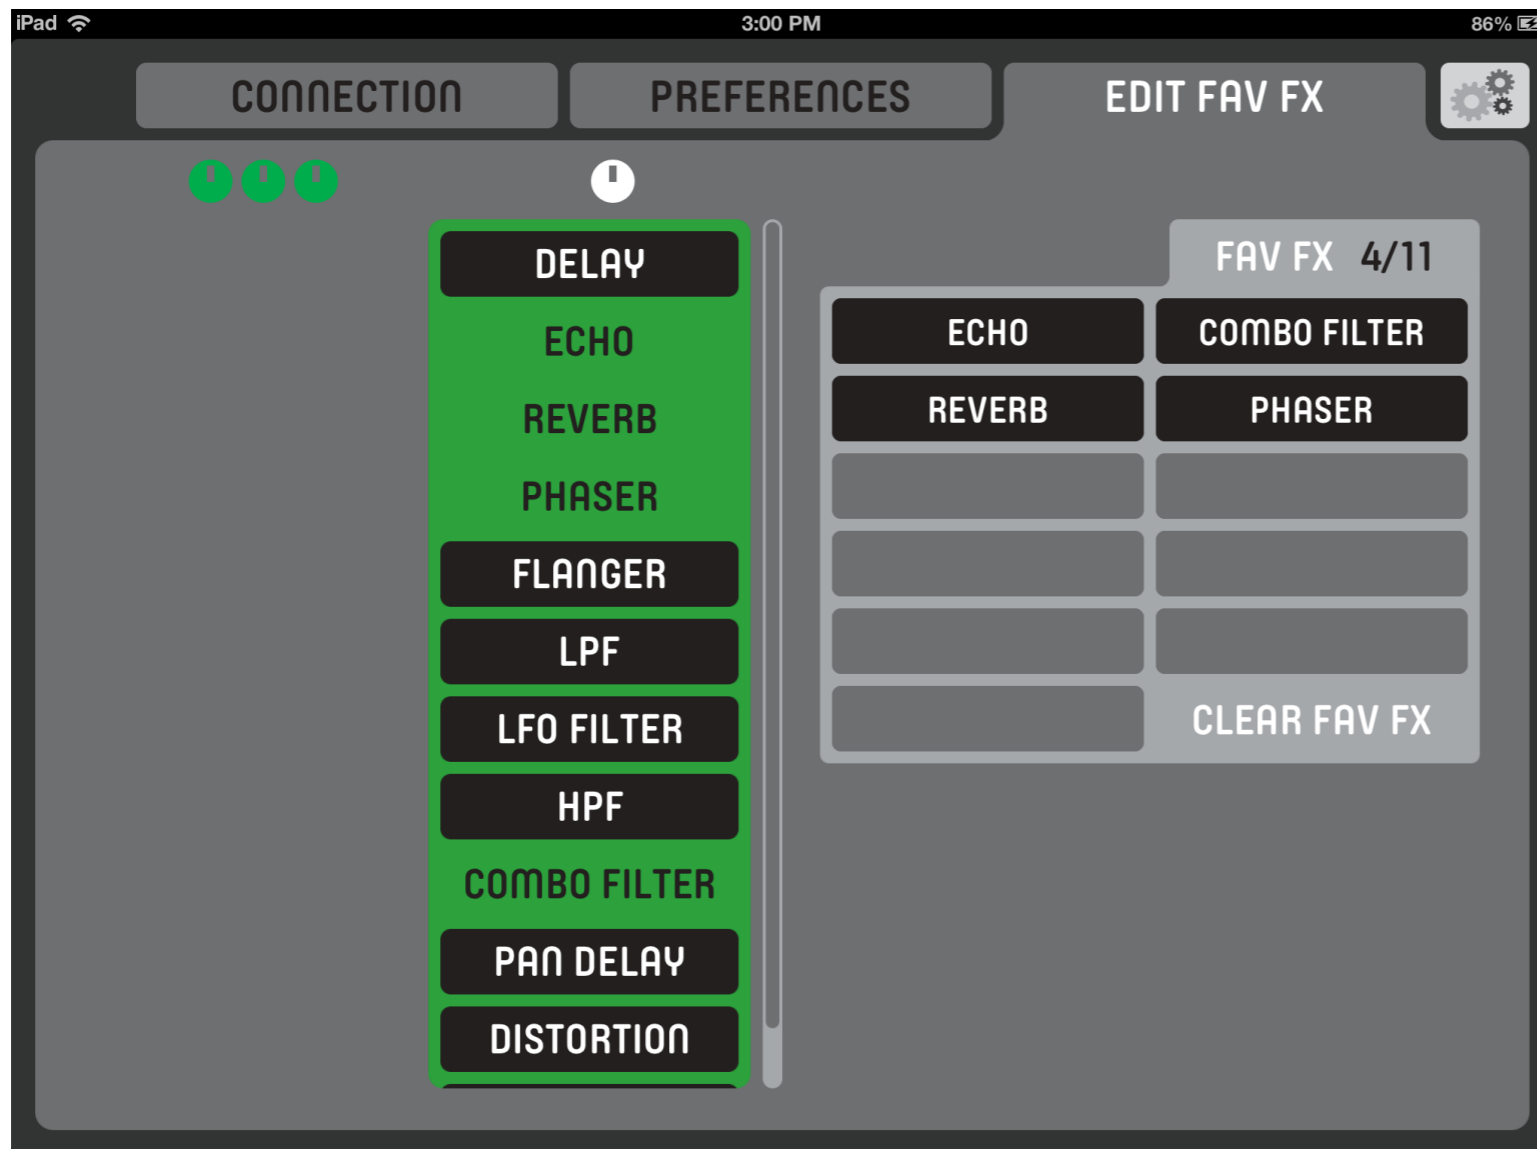 iPad 3:00 PM 86%
CONNECTION PREFERENCES EDIT FAV FX
DELAY
ECHO
REVERB
PHASER
FLANGER
LPF
LFO FILTER
HPF
COMBO FILTER
PAN DELAY
DISTORTION
FAV FX 4/11
ECHO COMBO FILTER
REVERB PHASER
CLEAR FAV FX